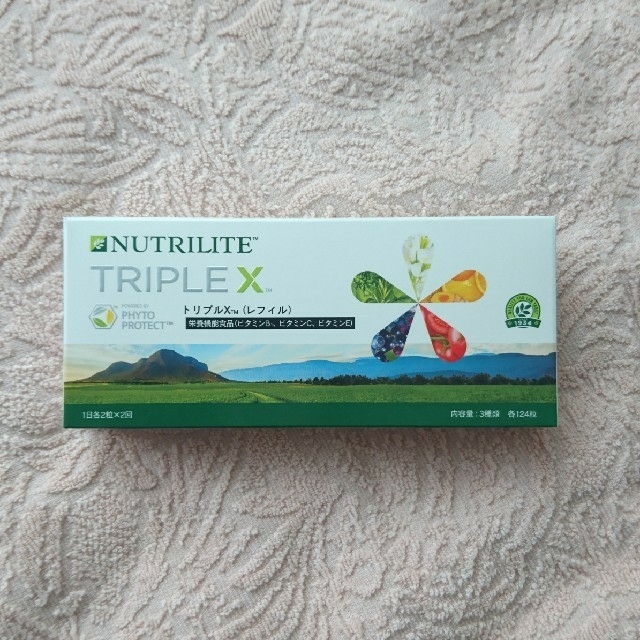 NUTRILITE™
TRIPLE X™
POWERED BY
PHYTO
PROTECT™
トリプルX™〈レフィル〉
栄養機能食品(ビタミンB₁、ビタミンC、ビタミンE)
1934
1日各2粒×2回
内容量:3種類 各124粒